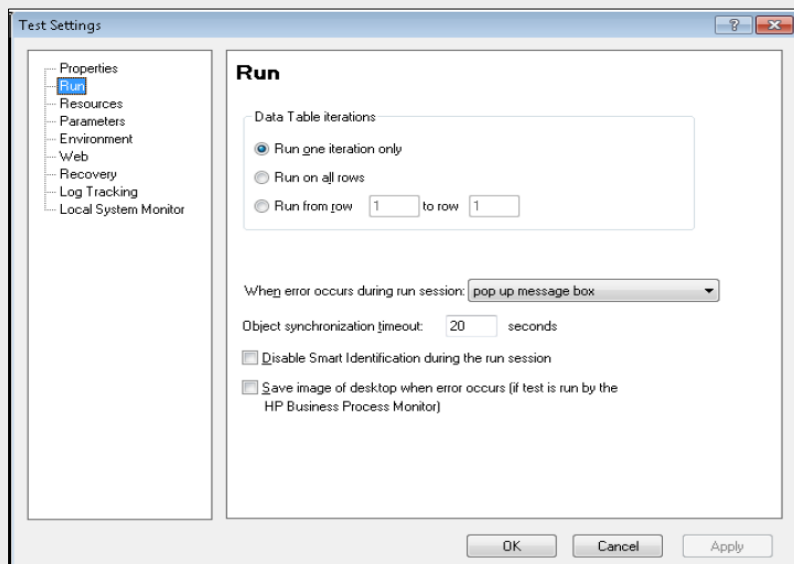 Test Settings
Properties
Run
Resources
Parameters
Environment
Web
Recovery
Log Tracking
Local System Monitor
Run
Data Table iterations
Run one iteration only
Run on all rows
Run from row 1 to row 1
When error occurs during run session: pop up message box
Object synchronization timeout: 20 seconds
Disable Smart Identification during the run session
Save image of desktop when error occurs (if test is run by the
HP Business Process Monitor)
OK Cancel Apply